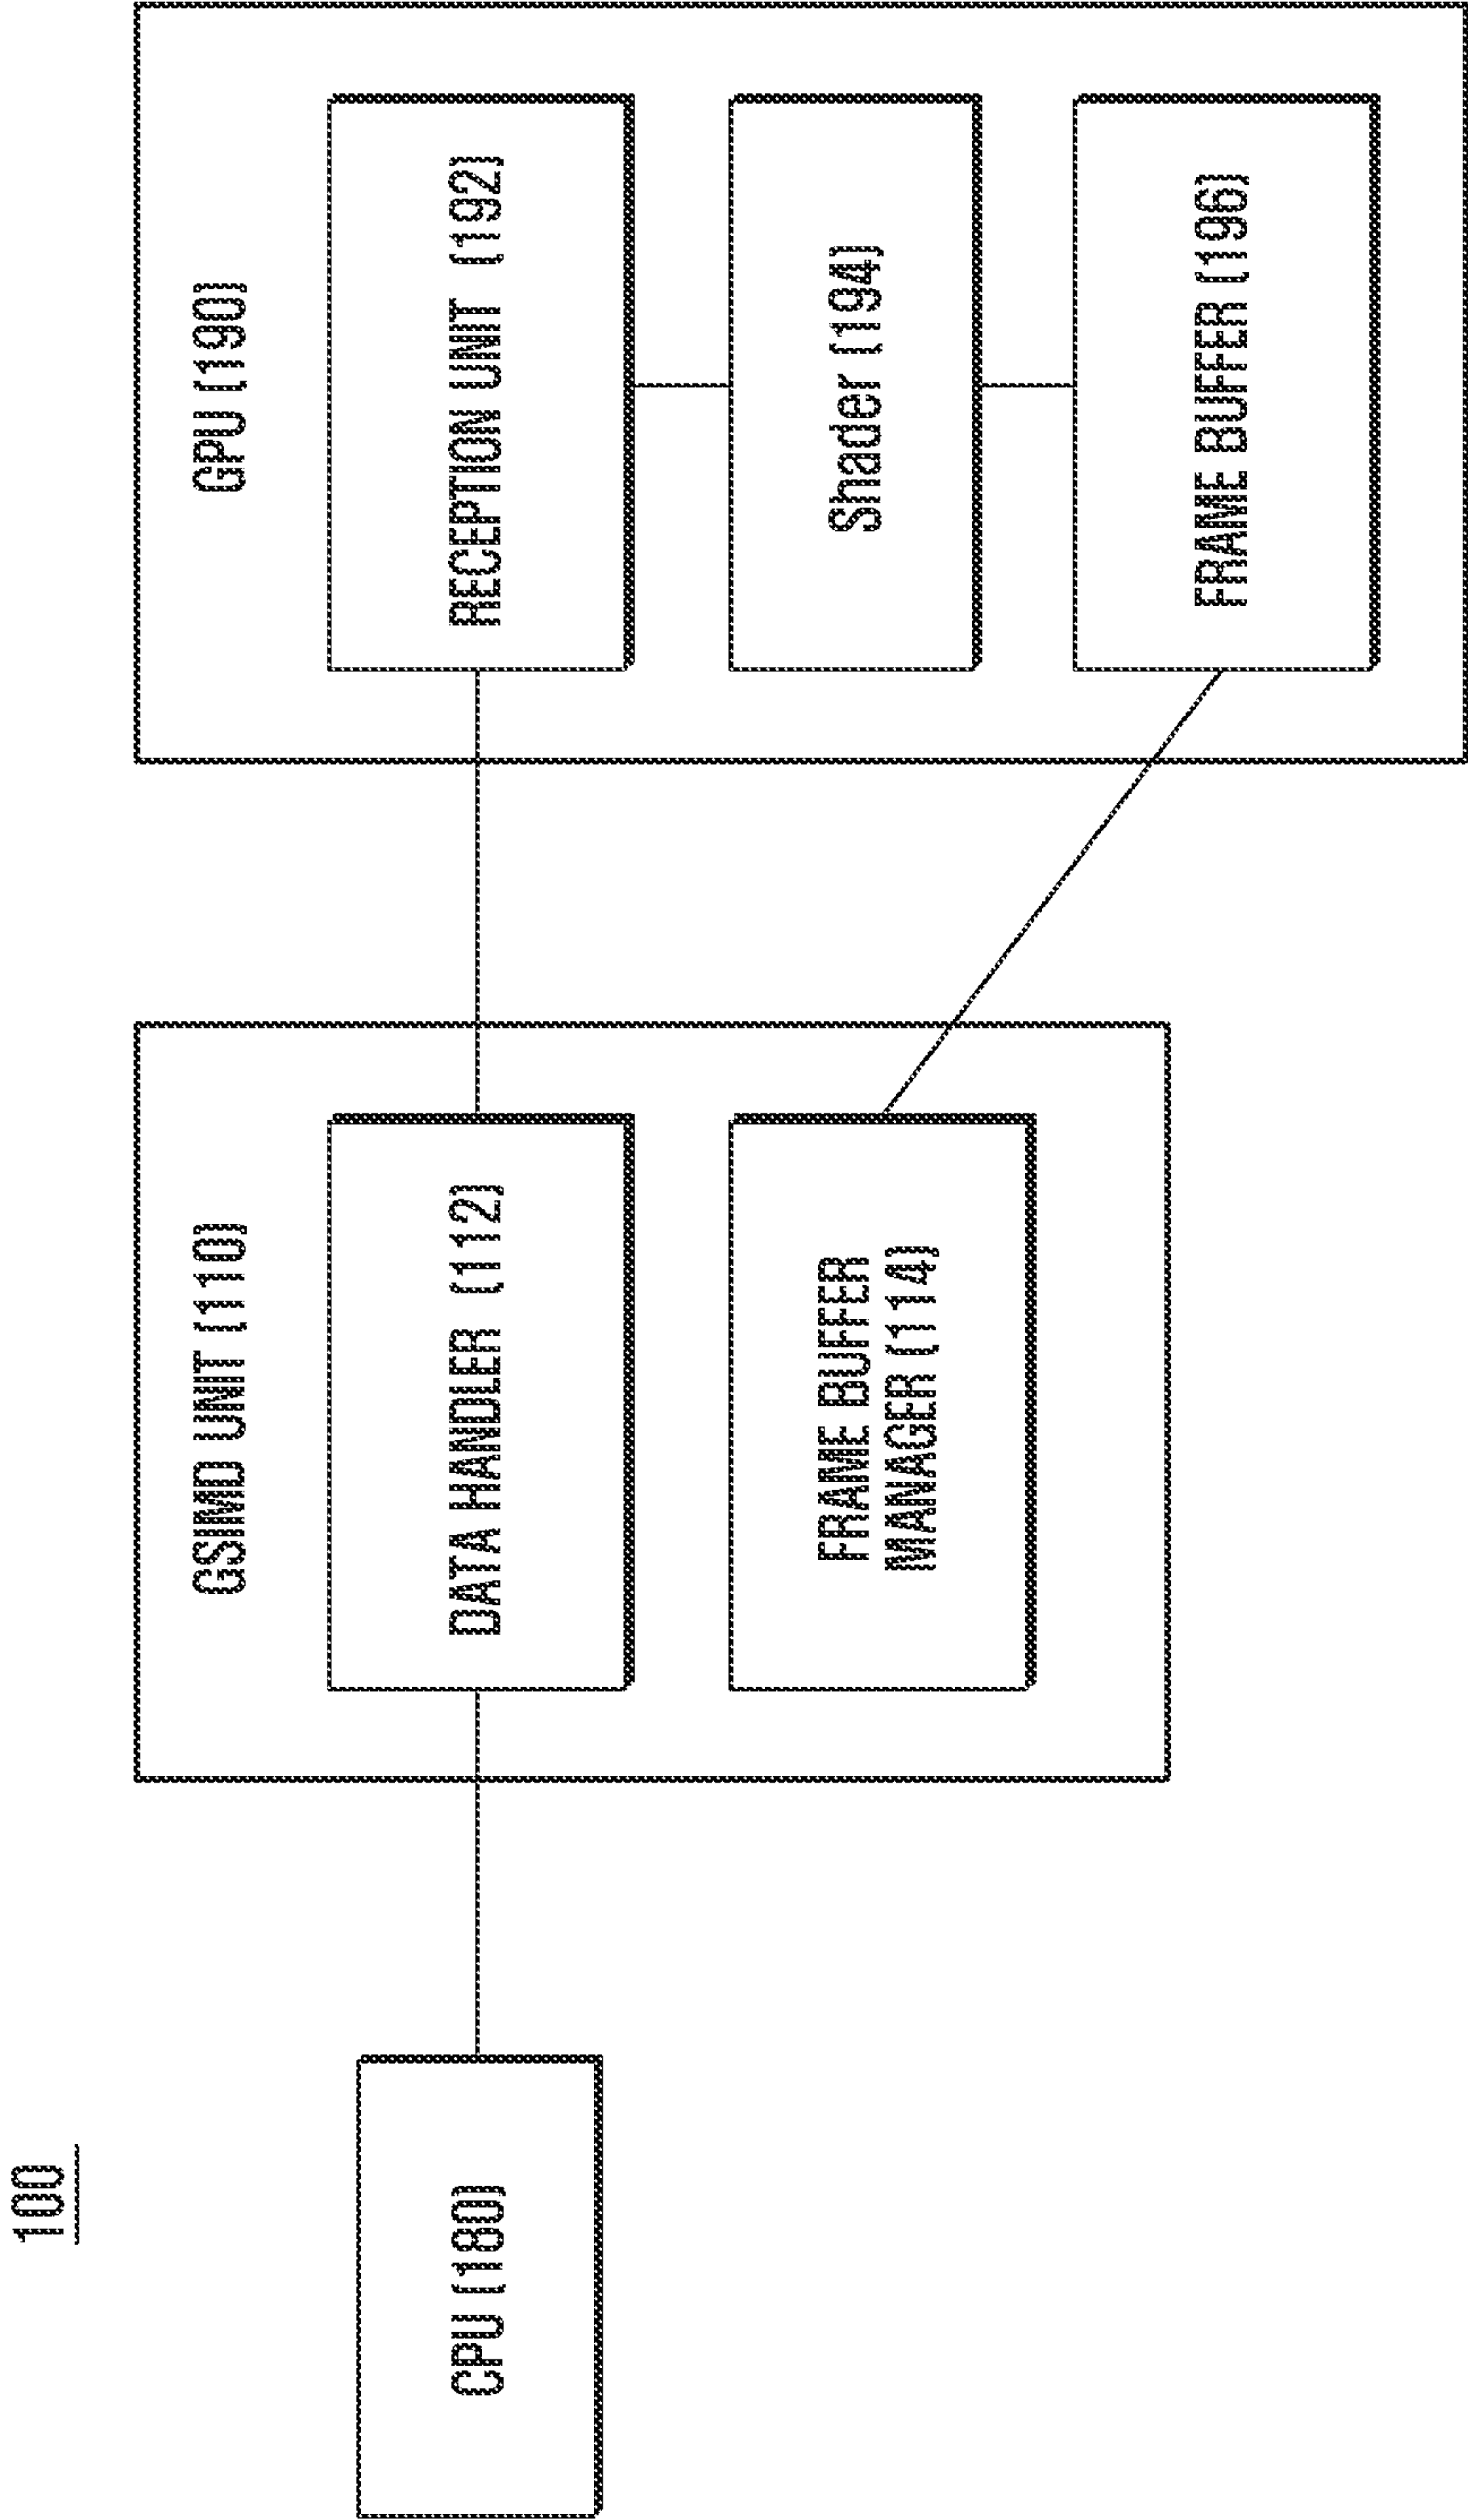 100
CPU (180)
GSIMD UNIT (110)
DATA HANDLER (112)
FRAME BUFFER
MANAGER (114)
GPU (190)
RECEPTION UNIT (192)
Shader (194)
FRAME BUFFER (196)